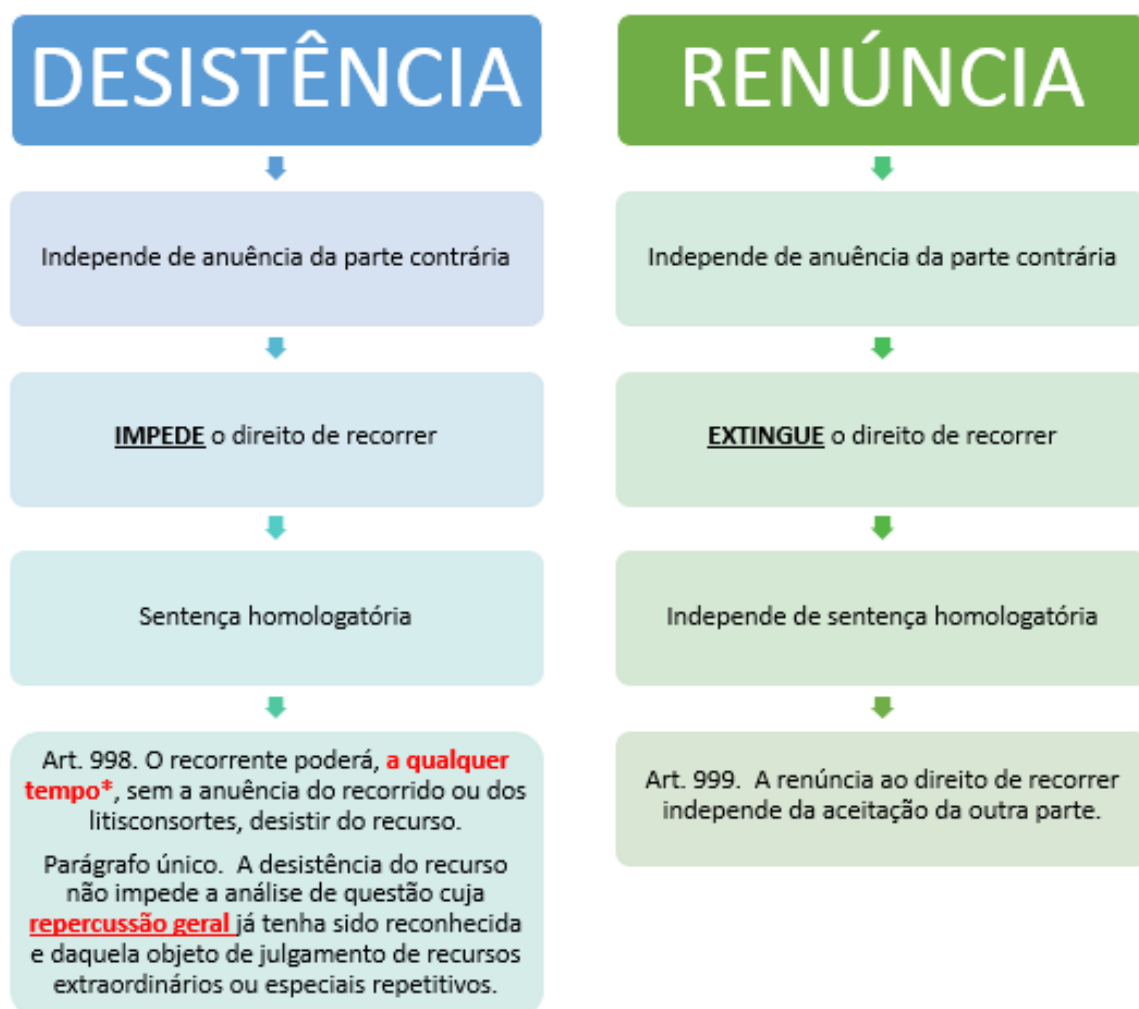 DESISTÊNCIA
Independe de anuência da parte contrária
IMPEDE o direito de recorrer
Sentença homologatória
Art. 998. O recorrente poderá, a qualquer
tempo*, sem a anuência do recorrido ou dos
litisconsortes, desistir do recurso.
Parágrafo único.  A desistência do recurso
não impede a análise de questão cuja
repercussão geral já tenha sido reconhecida
e daquela objeto de julgamento de recursos
extraordinários ou especiais repetitivos.
RENÚNCIA
Independe de anuência da parte contrária
EXTINGUE o direito de recorrer
Independe de sentença homologatória
Art. 999.  A renúncia ao direito de recorrer
independe da aceitação da outra parte.